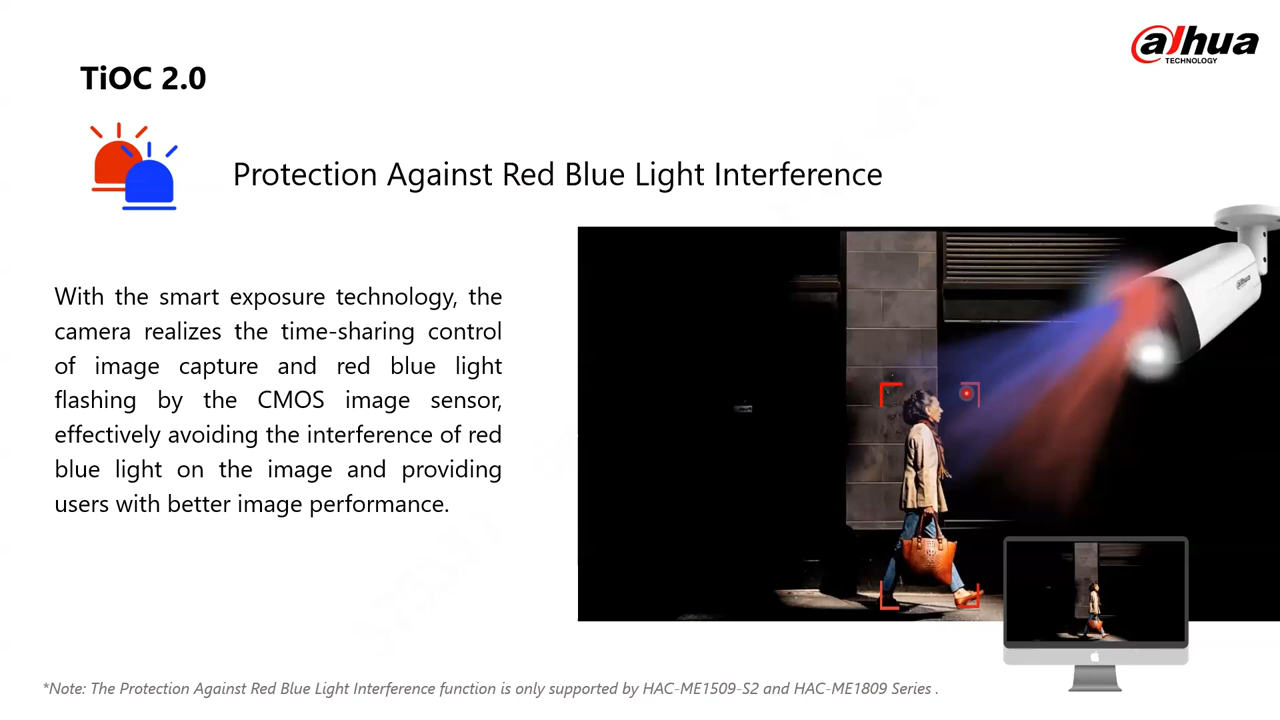 alhua
TECHNOLOGY
TiOC 2.0
Protection Against Red Blue Light Interference
With the smart exposure technology, the
camera realizes the time-sharing control
of image capture and red blue light
flashing by the CMOS image sensor,
effectively avoiding the interference of red
blue light on the image and providing
users with better image performance.
alhua
*Note: The Protection Against Red Blue Light Interference function is only supported by HAC-ME1509-S2 and HAC-ME1809 Series .